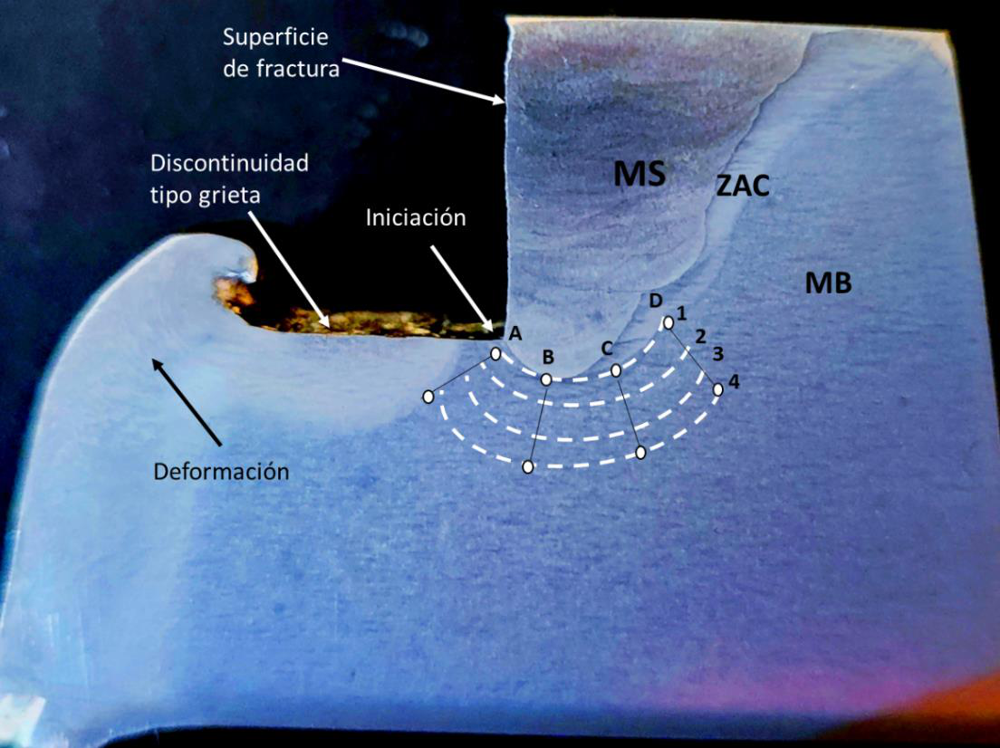 Superficie
de fractura
Discontinuidad
tipo grieta
Iniciación
MS
ZAC
MB
A
B
C
D
1
2
3
4
Deformación